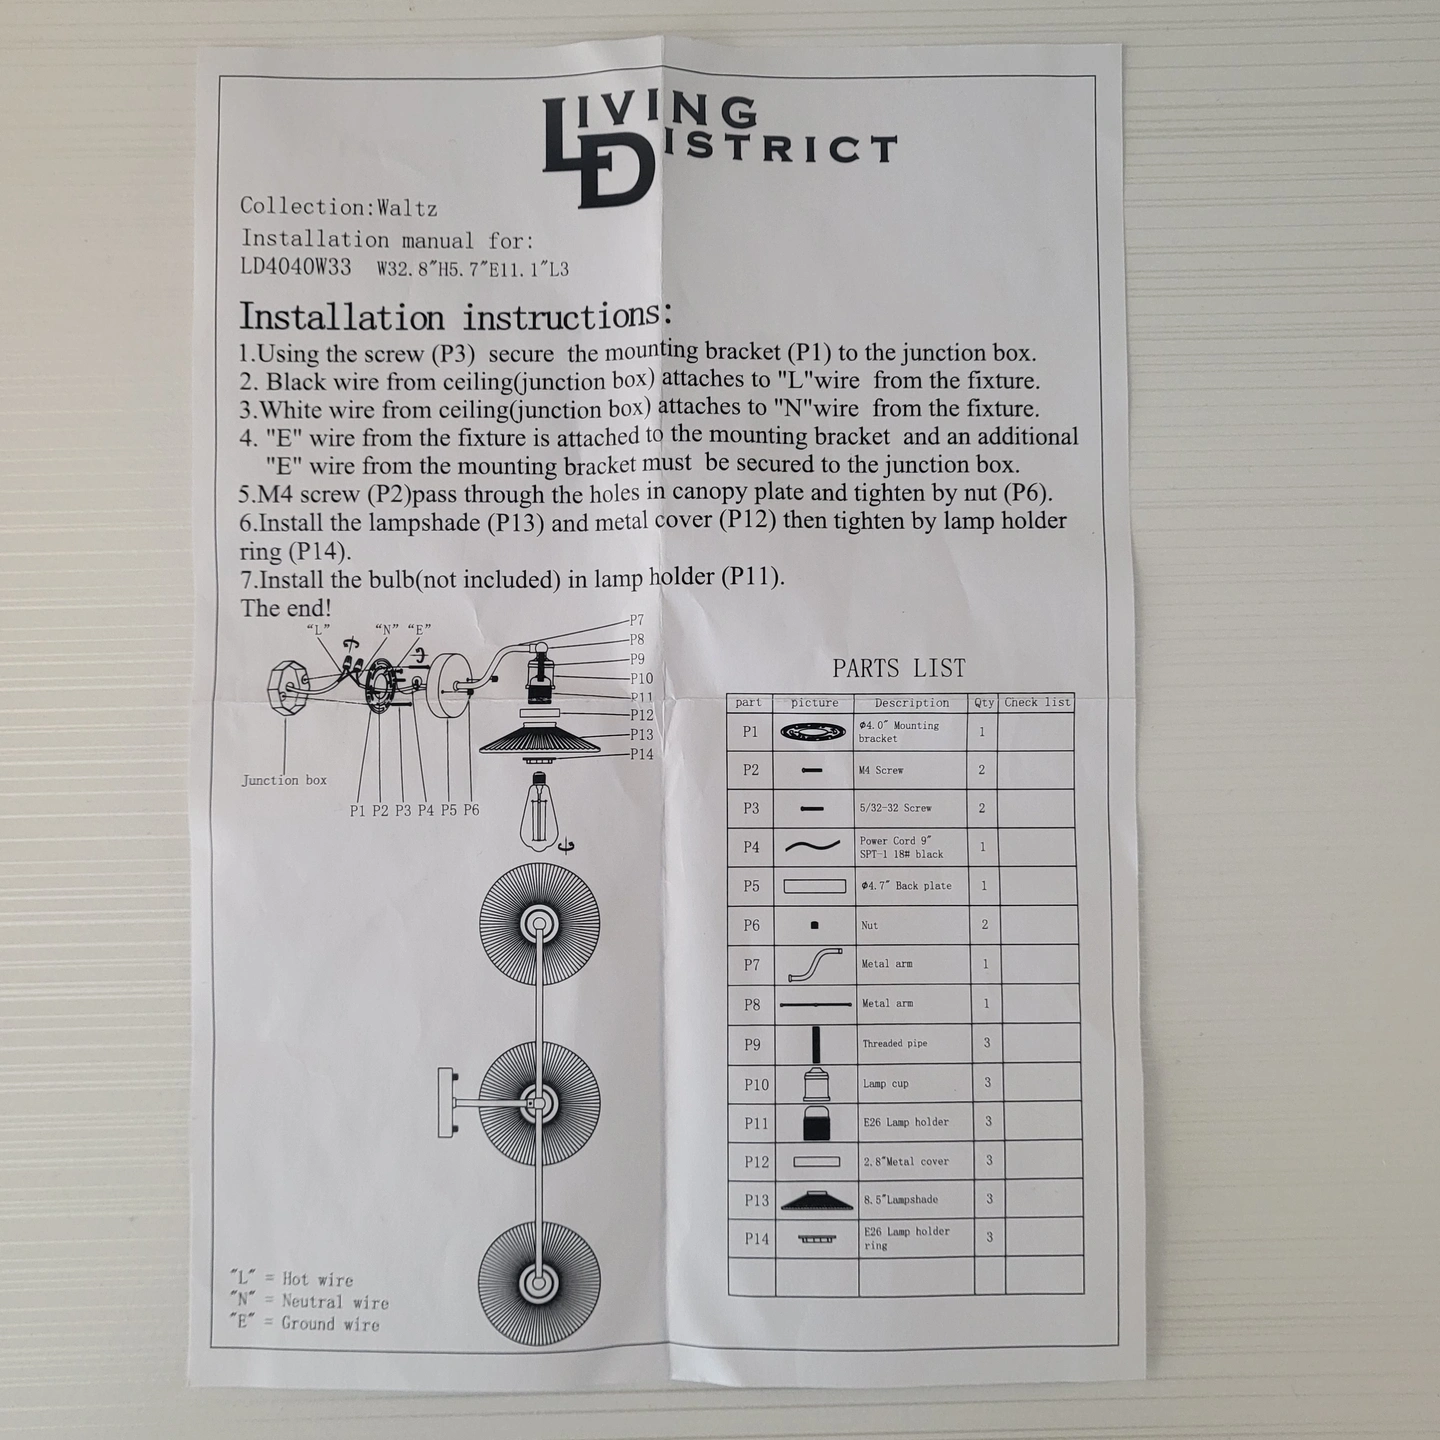 LIVING
DISTRICT
LD
Collection:Waltz
Installation manual for:
LD4040W33 W32.8"H5.7"E11.1"L3
Installation instructions:
1.Using the screw (P3) secure the mounting bracket (P1) to the junction box.
2. Black wire from ceiling(junction box) attaches to "L"wire from the fixture.
3.White wire from ceiling(junction box) attaches to "N"wire from the fixture.
4. "E" wire from the fixture is attached to the mounting bracket and an additional
"E" wire from the mounting bracket must be secured to the junction box.
5.M4 screw (P2)pass through the holes in canopy plate and tighten by nut (P6).
6.Install the lampshade (P13) and metal cover (P12) then tighten by lamp holder
ring (P14).
7.Install the bulb(not included) in lamp holder (P11).
The end!
"L" "N" "E"
P7
P8
P9
P10
P11
P12
P13
P14
Junction box
P1 P2 P3 P4 P5 P6
"L" = Hot wire
"N" = Neutral wire
"E" = Ground wire
PARTS LIST
part picture Description Qty Check list
P1 ø4.0" Mounting bracket 1
P2 M4 Screw 2
P3 5/32-32 Screw 2
P4 Power Cord 9" SPT-1 18# black 1
P5 ø4.7" Back plate 1
P6 Nut 2
P7 Metal arm 1
P8 Metal arm 1
P9 Threaded pipe 3
P10 Lamp cup 3
P11 E26 Lamp holder 3
P12 2.8"Metal cover 3
P13 8.5"Lampshade 3
P14 E26 Lamp holder ring 3